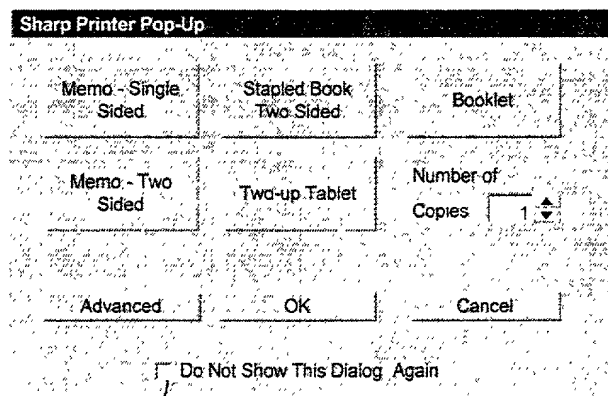 Sharp Printer Pop-Up
Memo - Single
Sided
Stapled Book
Two Sided
Booklet
Memo - Two
Sided
Two-up Tablet
Number of
Copies 1
Advanced
OK
Cancel
Do Not Show This Dialog Again